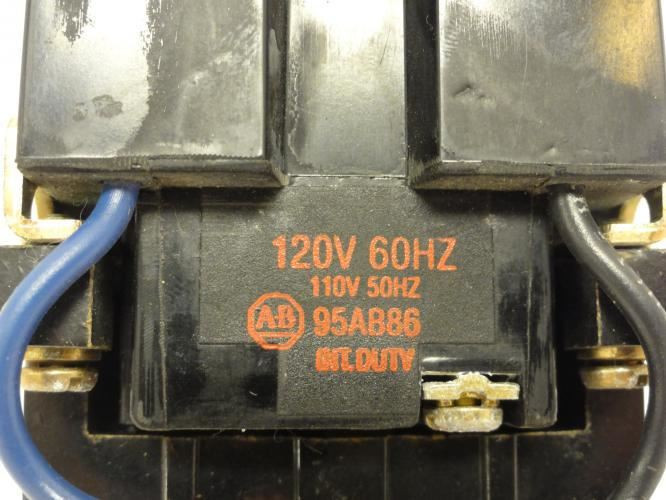 120V 60HZ
110V 50HZ
AB 95AB86
INT.DUTY